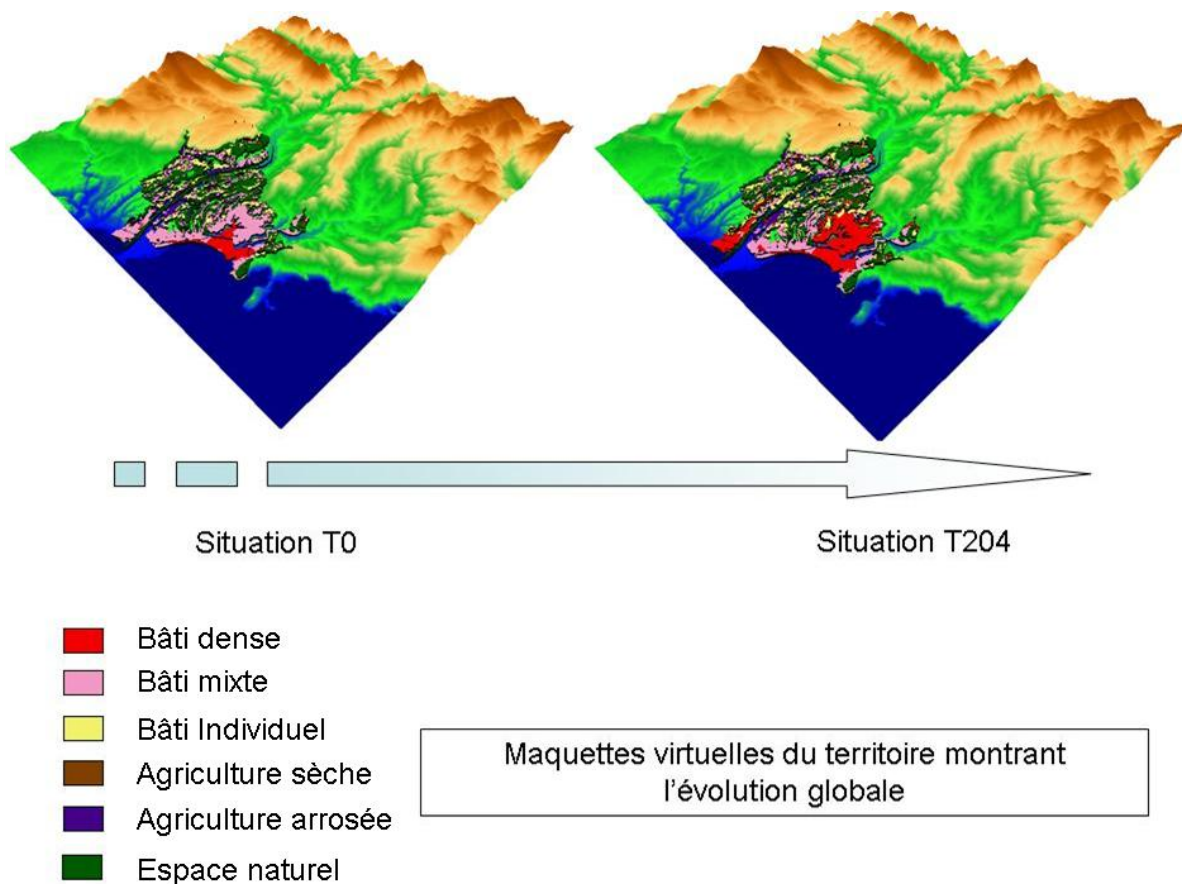 Situation T0
Situation T204
Bâti dense
Bâti mixte
Bâti Individuel
Agriculture sèche
Agriculture arrosée
Espace naturel
Maquettes virtuelles du territoire montrant
l'évolution globale